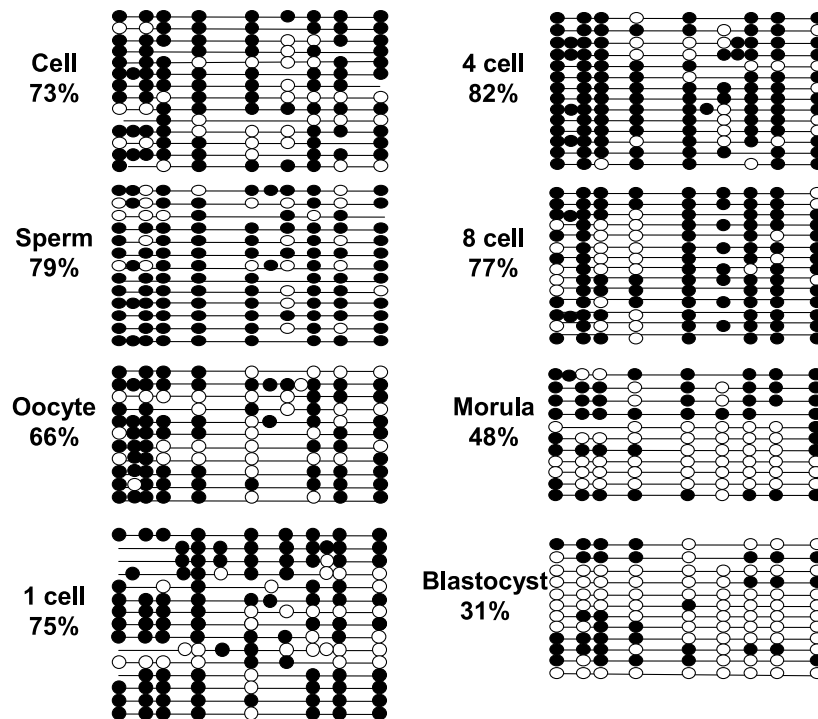 Cell
73%
Sperm
79%
Oocyte
66%
1 cell
75%
4 cell
82%
8 cell
77%
Morula
48%
Blastocyst
31%